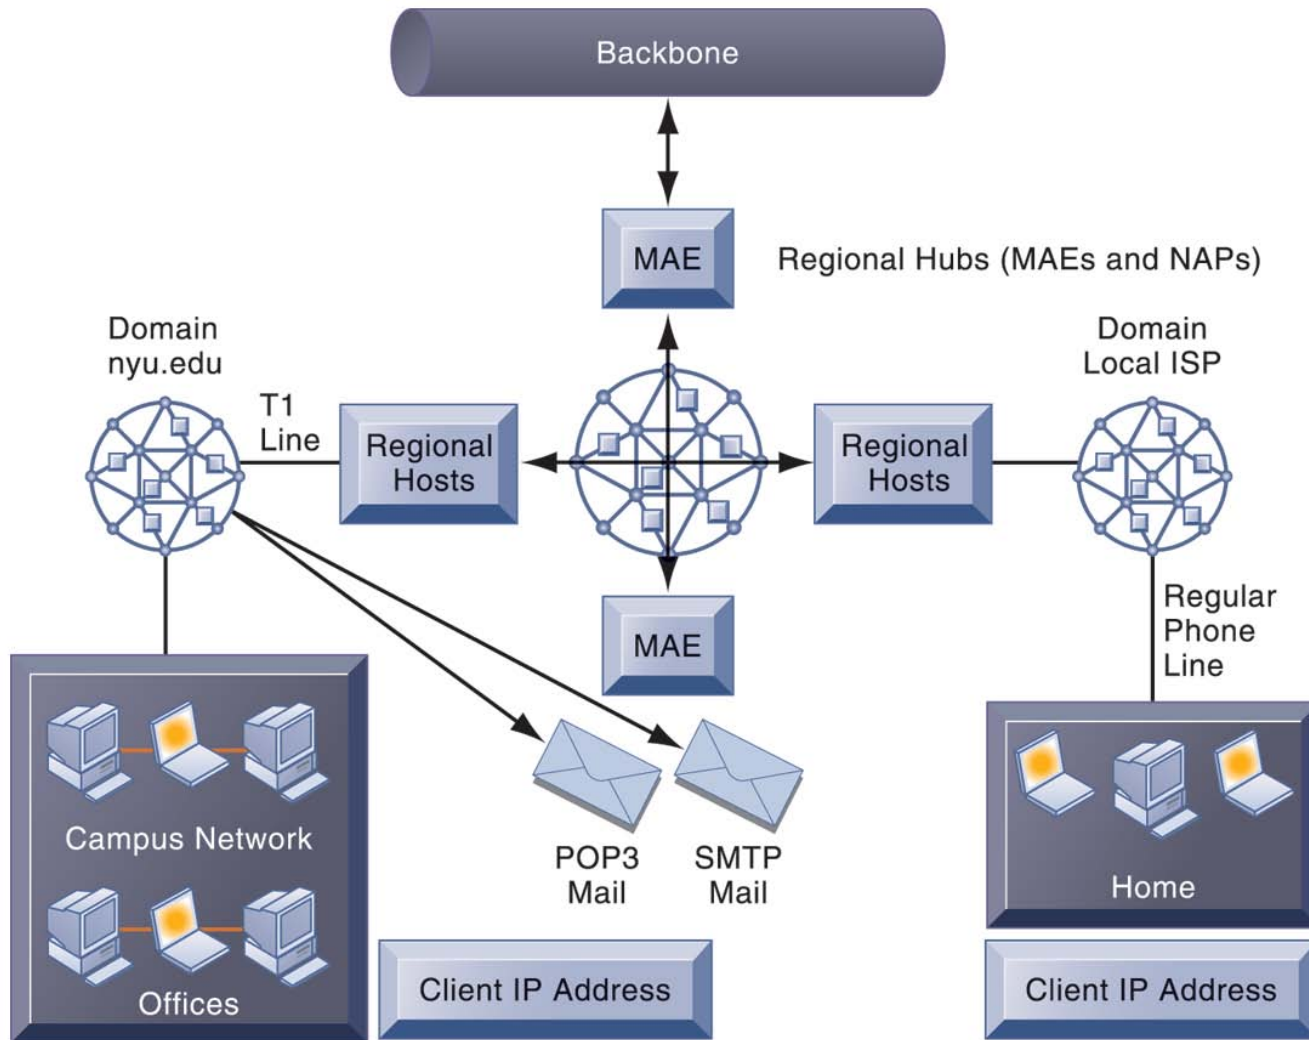 Backbone
MAE
Regional Hubs (MAEs and NAPs)
Domain
nyu.edu
Domain
Local ISP
T1
Line
Regional
Hosts
Regional
Hosts
MAE
Regular
Phone
Line
Campus Network
POP3
Mail
SMTP
Mail
Home
Offices
Client IP Address
Client IP Address